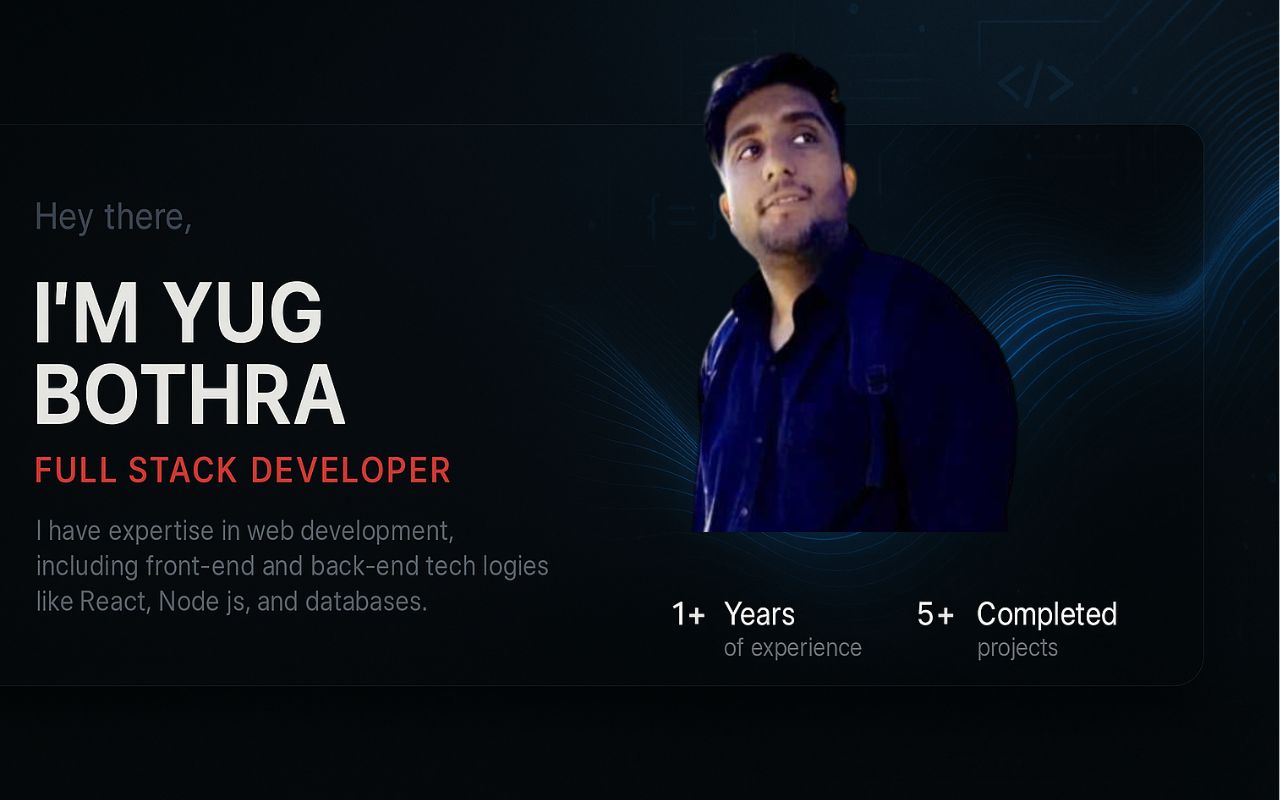 </>
{=}
Hey there,
I'M YUG
BOTHRA
FULL STACK DEVELOPER
I have expertise in web development,
including front-end and back-end tech logies
like React, Node js, and databases.
1+ Years
of experience
5+ Completed
projects